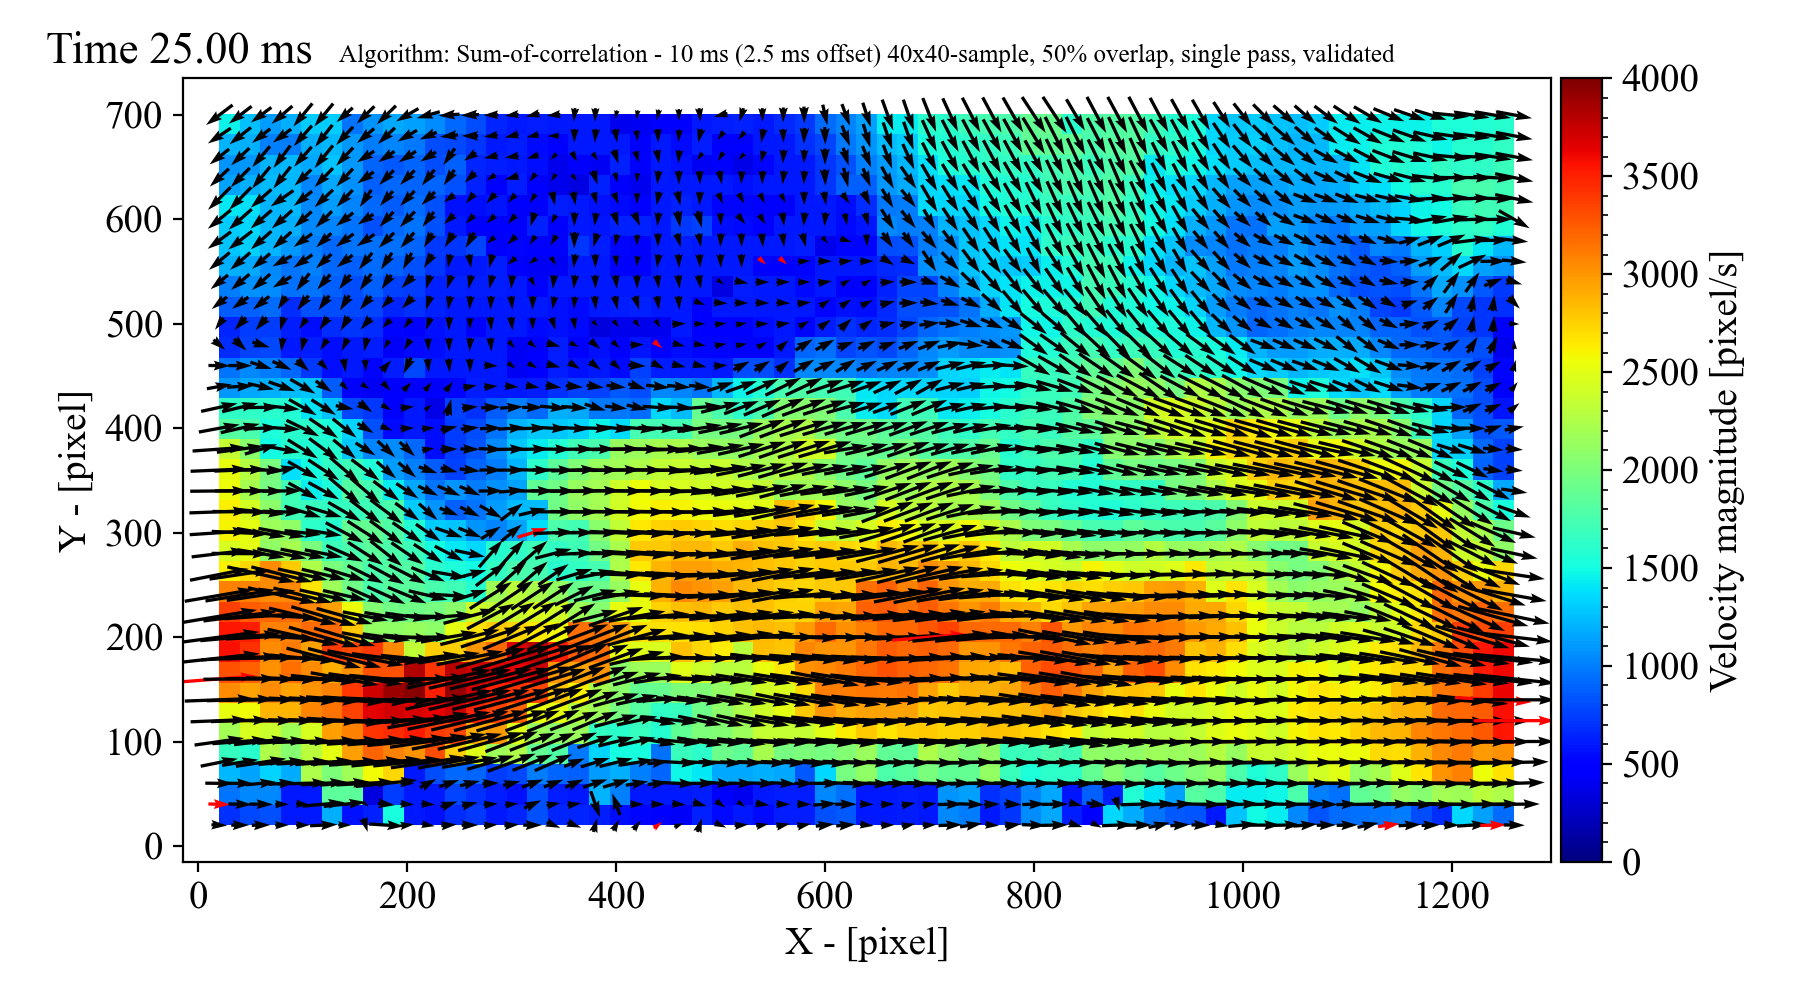 Time 25.00 ms
Algorithm: Sum-of-correlation - 10 ms (2.5 ms offset) 40x40-sample, 50% overlap, single pass, validated
700
600
500
400
300
200
100
0
Y - [pixel]
0 200 400 600 800 1000 1200
X - [pixel]
4000
3500
3000
2500
2000
1500
1000
500
0
Velocity magnitude [pixel/s]